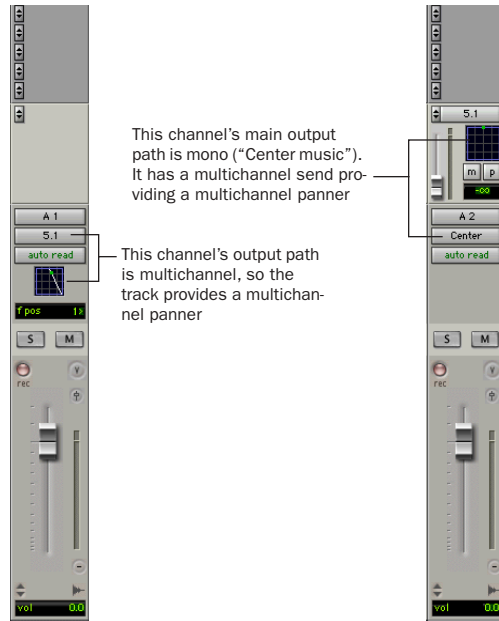 This channel's main output
path is mono ("Center music").
It has a multichannel send pro-
viding a multichannel panner
5.1
m p
-∞
A 1
5.1
auto read
f pos 1>
S M
rec
vol 0.0
This channel's output path
is multichannel, so the
track provides a multichan-
nel panner
A 2
Center
auto read
S M
rec
vol 0.0